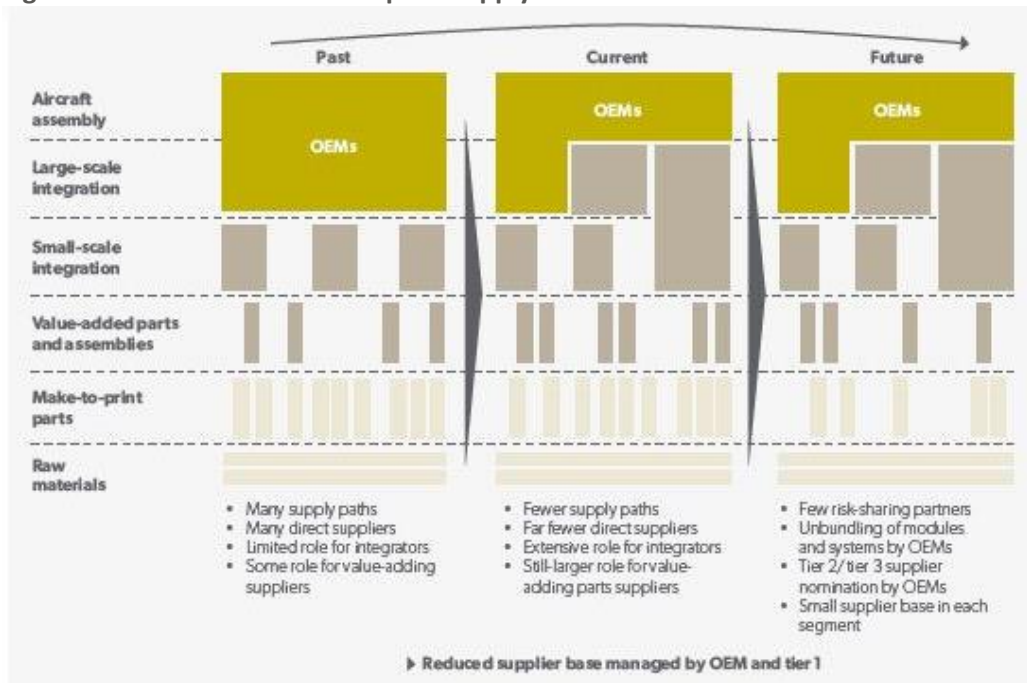 Past Current Future
Aircraft
assembly
OEMs
OEMs
OEMs
Large-scale
integration
Small-scale
integration
Value-added parts
and assemblies
Make-to-print
parts
Raw
materials
• Many supply paths
• Many direct suppliers
• Limited role for integrators
• Some role for value-adding
suppliers
• Fewer supply paths
• Far fewer direct suppliers
• Extensive role for integrators
• Still-larger role for value-
adding parts suppliers
• Few risk-sharing partners
• Unbundling of modules
and systems by OEMs
• Tier 2/tier 3 supplier
nomination by OEMs
• Small supplier base in each
segment
Reduced supplier base managed by OEM and tier 1